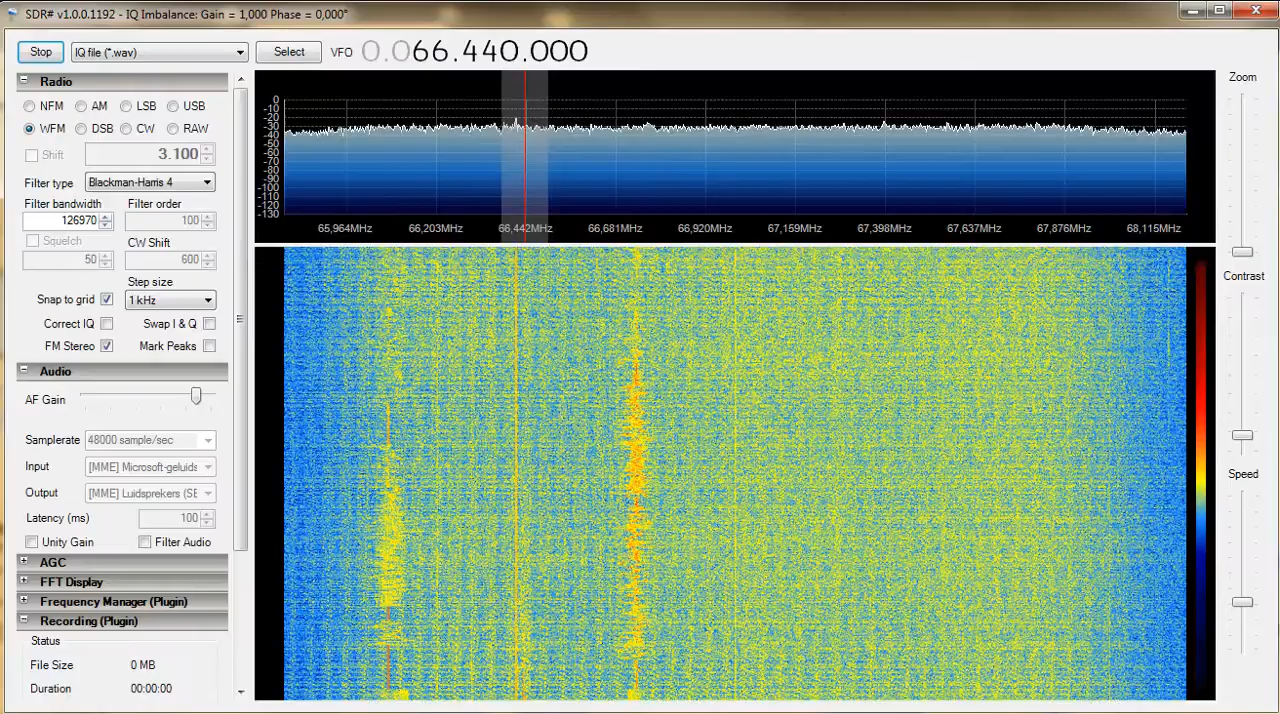 SDR# v1.0.0.1192 - IQ Imbalance: Gain = 1,000 Phase = 0,000°
Stop IQ file (*.wav) Select VFO 0.066.440.000
Radio
NFM AM LSB USB
WFM DSB CW RAW
Shift 3.100
Filter type Blackman-Harris 4
Filter bandwidth Filter order
126970 100
Squelch CW Shift
50 600
Step size
Snap to grid 1 kHz
Correct IQ Swap I & Q
FM Stereo Mark Peaks
Audio
AF Gain
Samplerate 48000 sample/sec
Input [MME] Microsoft-geluids
Output [MME] Luidsprekers (SE
Latency (ms) 100
Unity Gain Filter Audio
AGC
FFT Display
Frequency Manager (Plugin)
Recording (Plugin)
Status
File Size 0 MB
Duration 00:00:00
0
-10
-20
-30
-40
-50
-60
-70
-80
-90
-100
-110
-120
-130
65,964MHz 66,203MHz 66,442MHz 66,681MHz 66,920MHz 67,159MHz 67,398MHz 67,637MHz 67,876MHz 68,115MHz
Zoom
Contrast
Speed